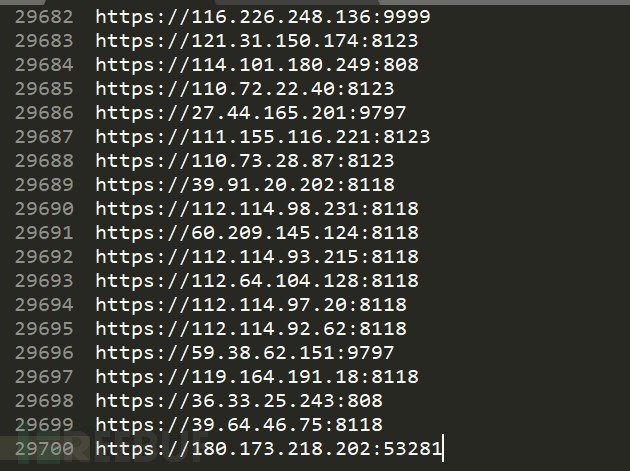 29682 https://116.226.248.136:9999
29683 https://121.31.150.174:8123
29684 https://114.101.180.249:808
29685 https://110.72.22.40:8123
29686 https://27.44.165.201:9797
29687 https://111.155.116.221:8123
29688 https://110.73.28.87:8123
29689 https://39.91.20.202:8118
29690 https://112.114.98.231:8118
29691 https://60.209.145.124:8118
29692 https://112.114.93.215:8118
29693 https://112.64.104.128:8118
29694 https://112.114.97.20:8118
29695 https://112.114.92.62:8118
29696 https://59.38.62.151:9797
29697 https://119.164.191.18:8118
29698 https://36.33.25.243:808
29699 https://39.64.46.75:8118
29700 https://180.173.218.202:53281